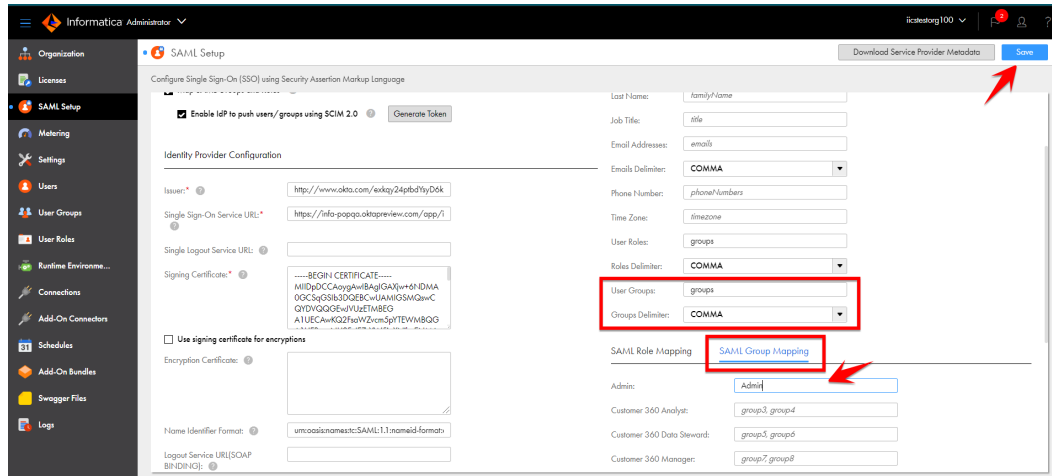 Informatica Administrator
iicstestorg100
2
?
Organization
Licenses
SAML Setup
Metering
Settings
Users
User Groups
User Roles
Runtime Environme...
Connections
Add-On Connectors
31
Schedules
Add-On Bundles
Swagger Files
Logs
SAML Setup
Download Service Provider Metadata
Save
Configure Single Sign-On (SSO) using Security Assertion Markup Language
Enable IdP to push users/groups using SCIM 2.0 ?
Generate Token
Identity Provider Configuration
Issuer:* ?
http://www.okta.com/exkqy24ptbdYsyD6k
Single Sign-On Service URL:*
?
https://info-popqa.oktapreview.com/app/i
Single Logout Service URL: ?
Signing Certificate:* ?
-----BEGIN CERTIFICATE-----
MIIDpDCCAoygAwIBAgIGAXjw+6NDMA
0GCSqGSIb3DQEBCwUAMIGSMQswC
QYDVQQGEwJVUzETMBEG
A1UECAwKQ2FsaWZvcm5pYTEWMBQG
Use signing certificate for encryptions
Encryption Certificate: ?
Name Identifier Format: ?
urn:oasis:names:tc:SAML:1.1:nameid-format:
Logout Service URL(SOAP
BINDING): ?
Last Name:
familyName
Job Title:
title
Email Addresses:
emails
Emails Delimiter:
COMMA
Phone Number:
phoneNumbers
Time Zone:
timezone
User Roles:
groups
Roles Delimiter:
COMMA
User Groups:
groups
Groups Delimiter:
COMMA
SAML Role Mapping
SAML Group Mapping
Admin:
Admin
Customer 360 Analyst:
group3, group4
Customer 360 Data Steward:
group5, group6
Customer 360 Manager:
group7, group8